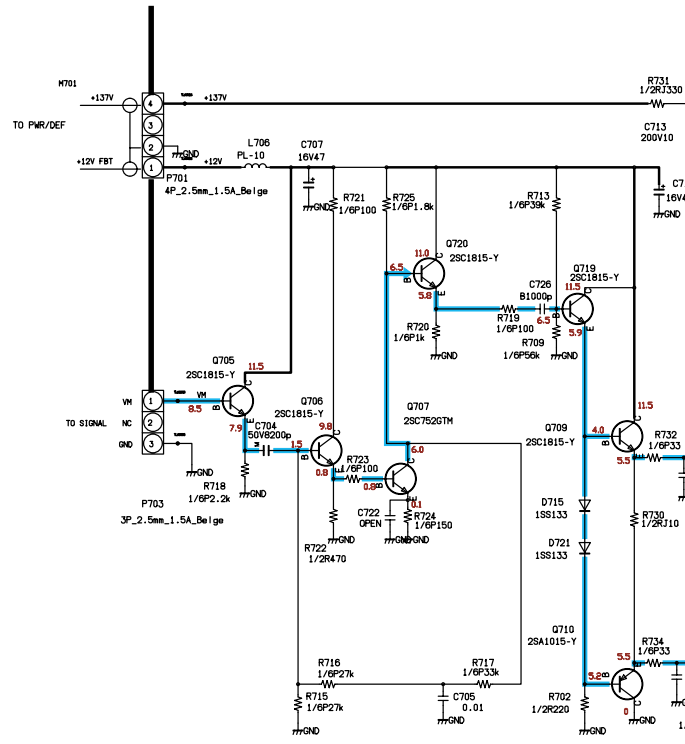 M701
+137V
TO PWR/DEF
+12V FBT
4
3
2
1
+137V
GND
+12V
P701
4P_2.5mm_1.5A_Beige
L706
PL-10
C707
16V47
GND
R731
1/2RJ330
C713
200V10
C7
16V4
GND
R721
1/6P100
R725
1/6P1.8k
R713
1/6P39k
Q720
2SC1815-Y
11.0
C
6.5
B
5.8
E
R720
1/6P1k
GND
R719
1/6P100
C726
B1000p
6.5
B
R709
1/6P56k
GND
Q719
2SC1815-Y
11.5
C
5.9
E
Q705
2SC1815-Y
11.5
C
VM
1
VM
8.5
B
7.9
E
TO SIGNAL
NC
2
GND
3
GND
P703
3P_2.5mm_1.5A_Beige
R718
1/6P2.2k
GND
C704
50V8200p
M
Q706
2SC1815-Y
9.8
C
1.5
B
0.8
E
R723
1/6P100
R722
1/2R470
GND
Q707
2SC752GTM
6.0
C
0.8
B
0.1
E
C722
OPEN
GND
R724
1/6P150
GND
Q709
2SC1815-Y
11.5
C
4.0
B
5.5
E
R732
1/6P33
D715
1SS133
D721
1SS133
R730
1/2RJ10
Q710
2SA1015-Y
5.5
E
5.2
B
0
C
R734
1/6P33
R702
1/2R220
GND
GND
R716
1/6P27k
R717
1/6P33k
R715
1/6P27k
GND
C705
0.01
GND
1/